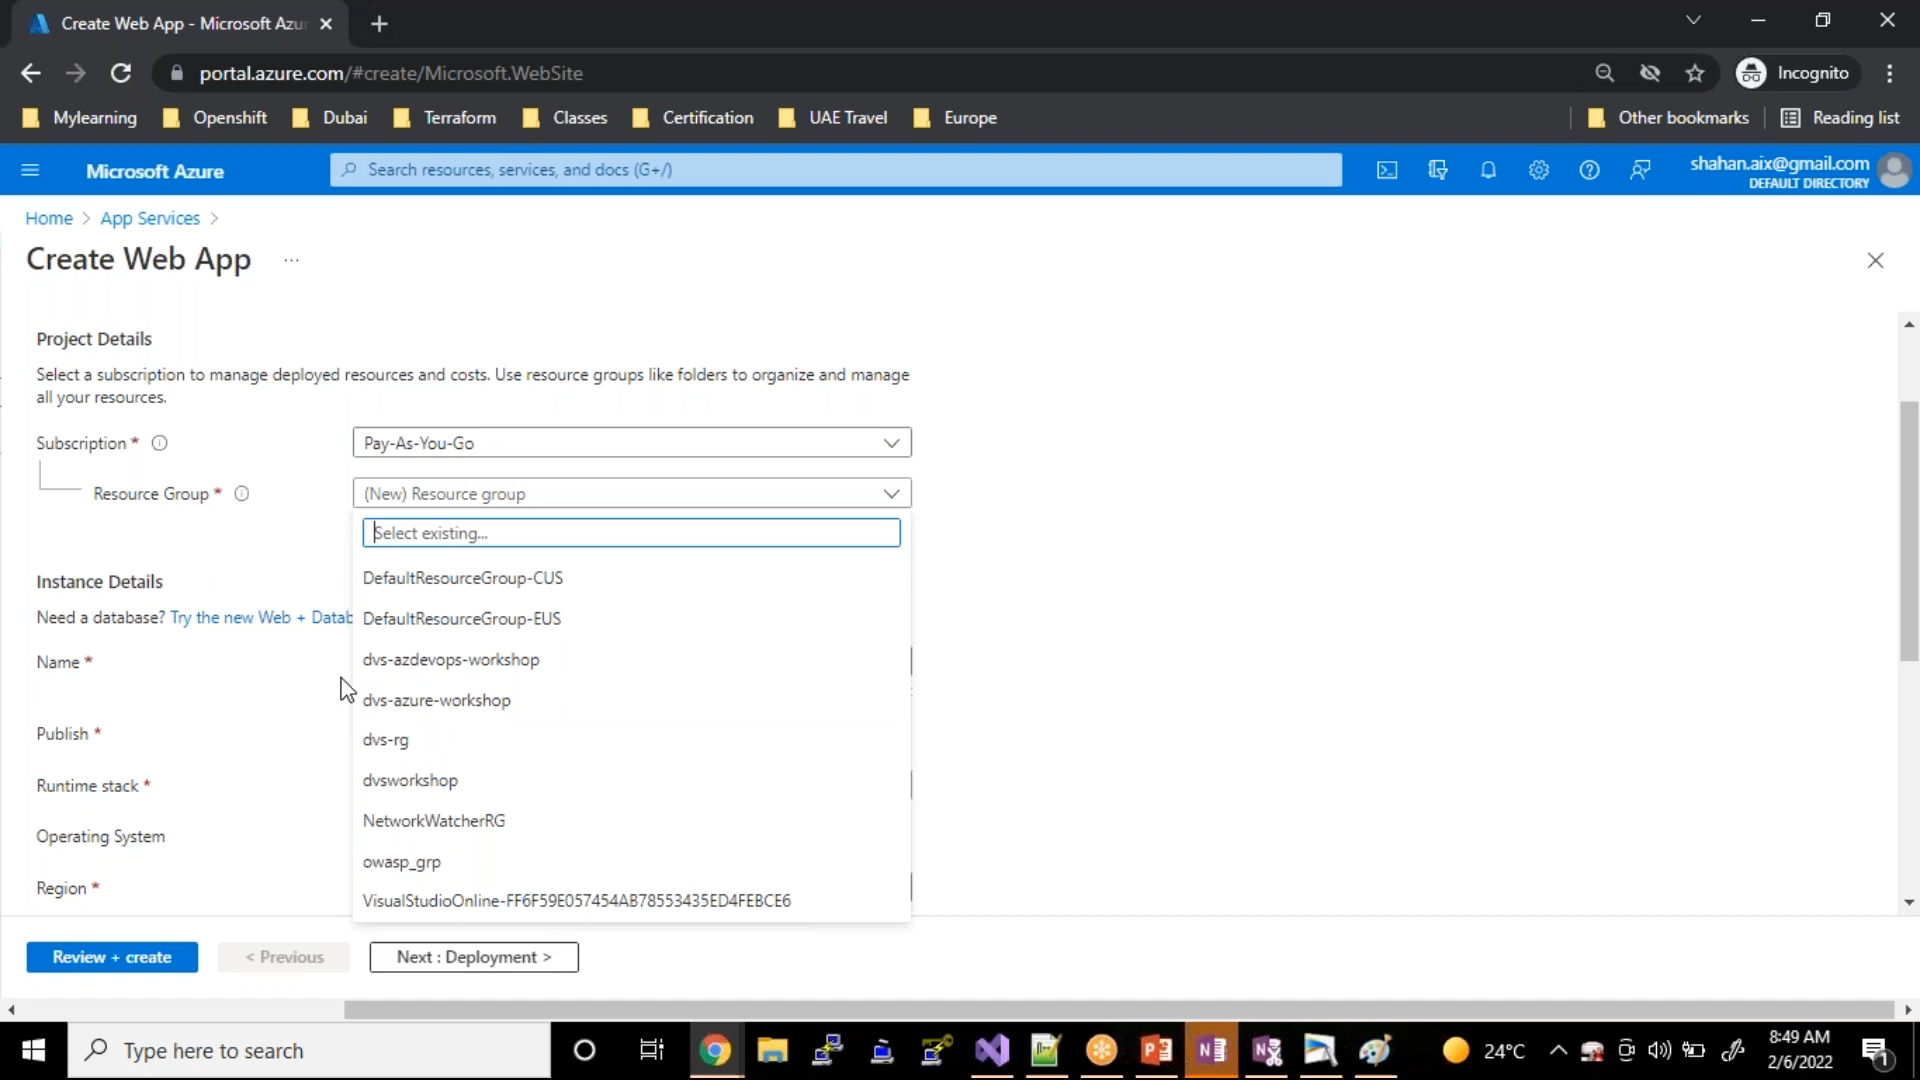 Create Web App - Microsoft Azu
portal.azure.com/#create/Microsoft.WebSite
Incognito
Mylearning
Openshift
Dubai
Terraform
Classes
Certification
UAE Travel
Europe
Other bookmarks
Reading list
Microsoft Azure
Search resources, services, and docs (G+/)
shahan.aix@gmail.com
DEFAULT DIRECTORY
Home > App Services >
Create Web App ...
Project Details
Select a subscription to manage deployed resources and costs. Use resource groups like folders to organize and manage
all your resources.
Subscription *
Pay-As-You-Go
Resource Group *
(New) Resource group
Select existing...
DefaultResourceGroup-CUS
Instance Details
Need a database? Try the new Web + Datab
DefaultResourceGroup-EUS
dvs-azdevops-workshop
Name *
dvs-azure-workshop
Publish *
dvs-rg
Runtime stack *
dvsworkshop
NetworkWatcherRG
Operating System
owasp_grp
Region *
VisualStudioOnline-FF6F59E057454AB78553435ED4FEBCE6
Review + create
< Previous
Next : Deployment >
Type here to search
24°C
8:49 AM
2/6/2022
1